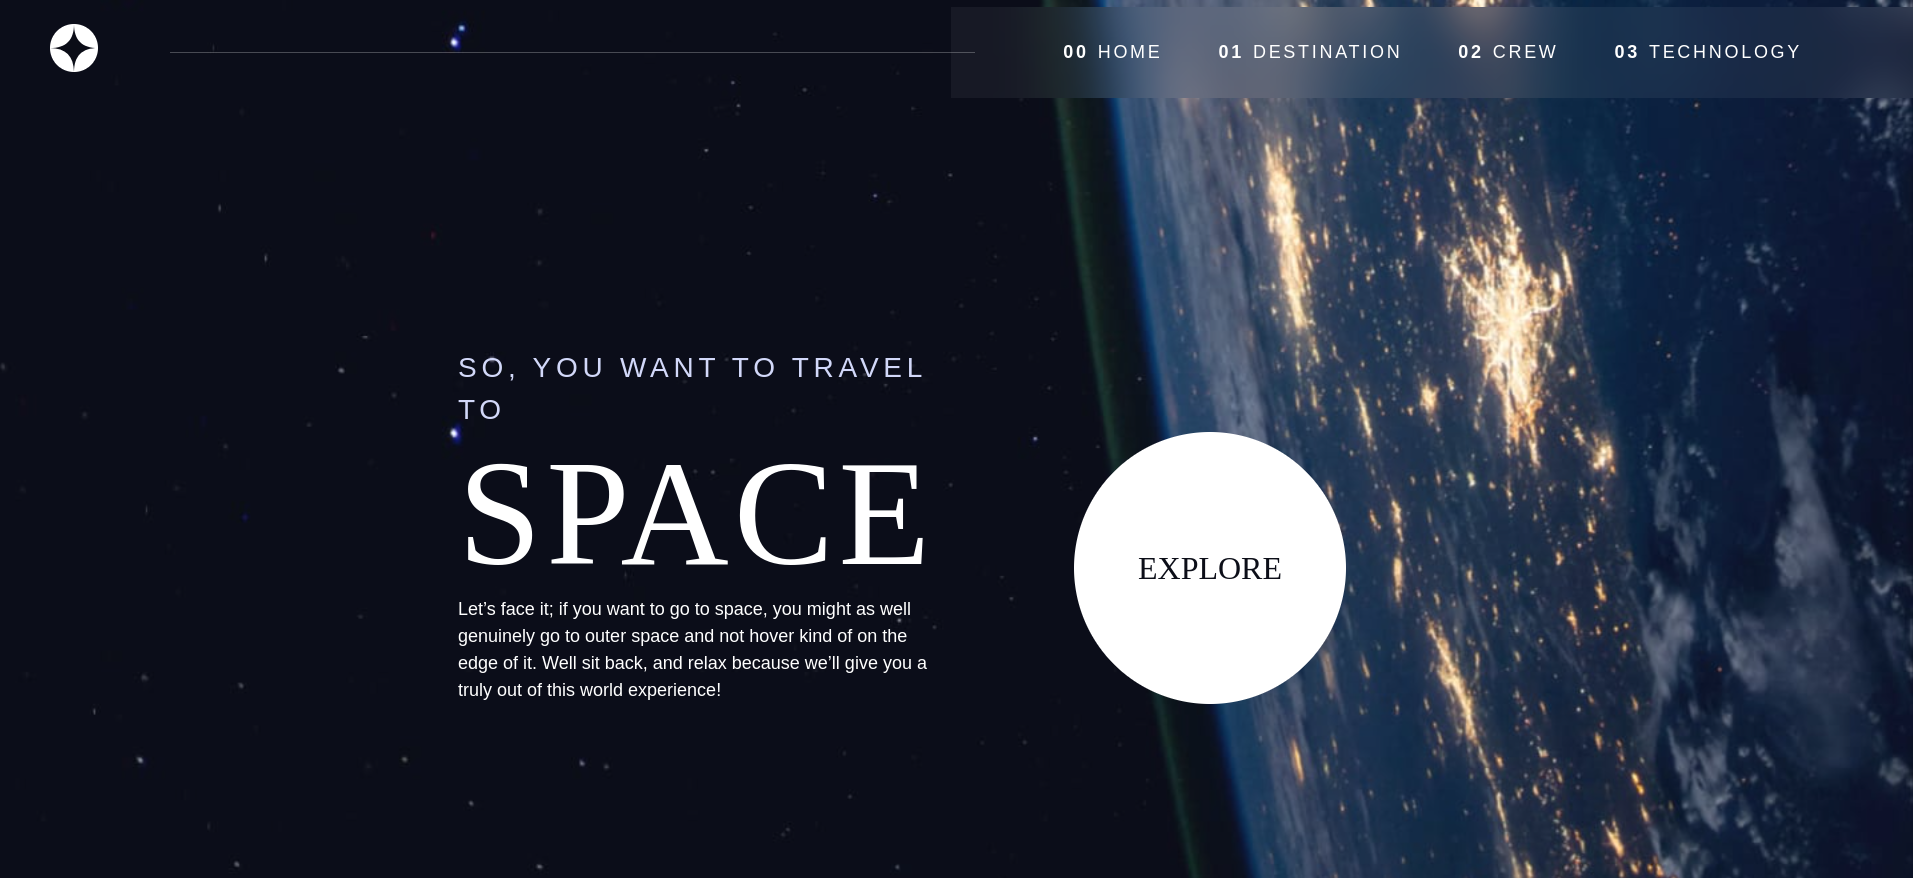 00 HOME 01 DESTINATION 02 CREW 03 TECHNOLOGY
SO, YOU WANT TO TRAVEL
TO
SPACE
Let’s face it; if you want to go to space, you might as well
genuinely go to outer space and not hover kind of on the
edge of it. Well sit back, and relax because we’ll give you a
truly out of this world experience!
EXPLORE